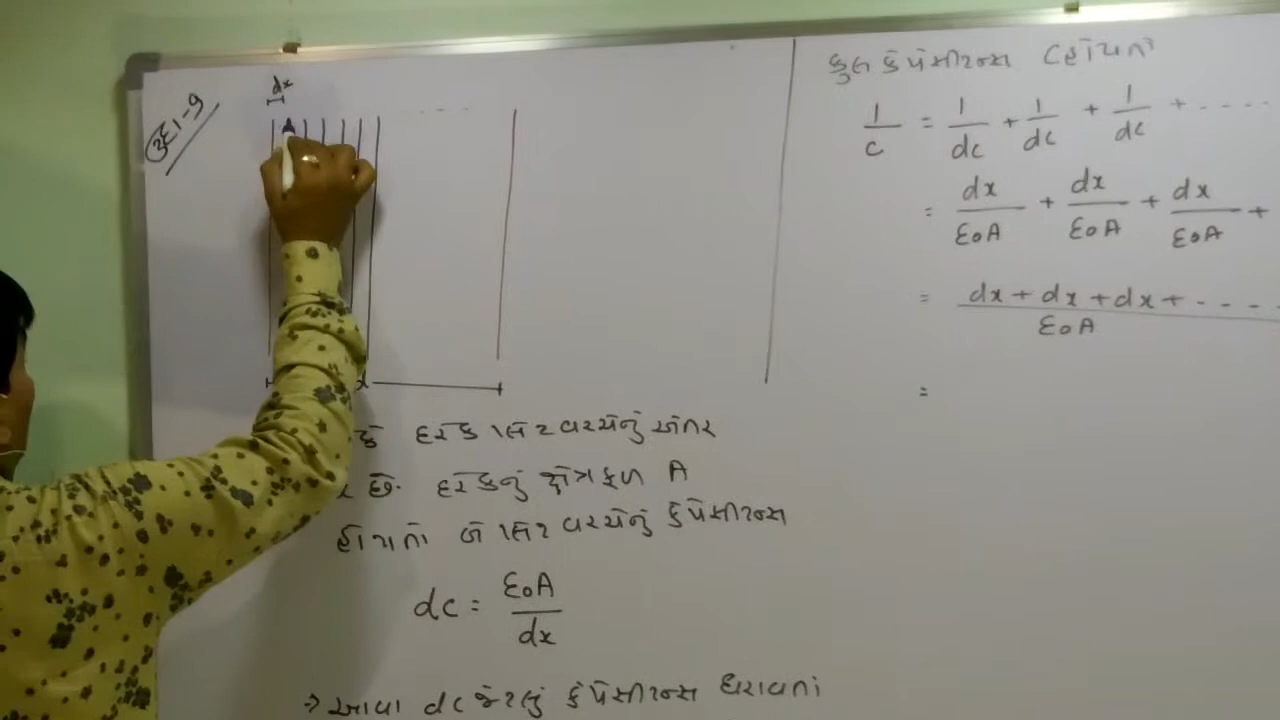 ઉદા-9
dx
- - - -
d
કે દરેક પ્લેટ વચ્ચેનું અંતર
છે. દરેકનું ક્ષેત્રફળ A
હોયતો બે પ્લેટ વચ્ચેનું કેપેસીટન્સ
dc = ε0A / dx
→ આવા dc જેટલું કેપેસીટન્સ ધરાવતાં
કુલ કેપેસીટન્સ C હોયતો
1/c = 1/dc + 1/dc + 1/dc + - - - -
= dx/ε0A + dx/ε0A + dx/ε0A +
= dx + dx + dx + - - - - / ε0A
=